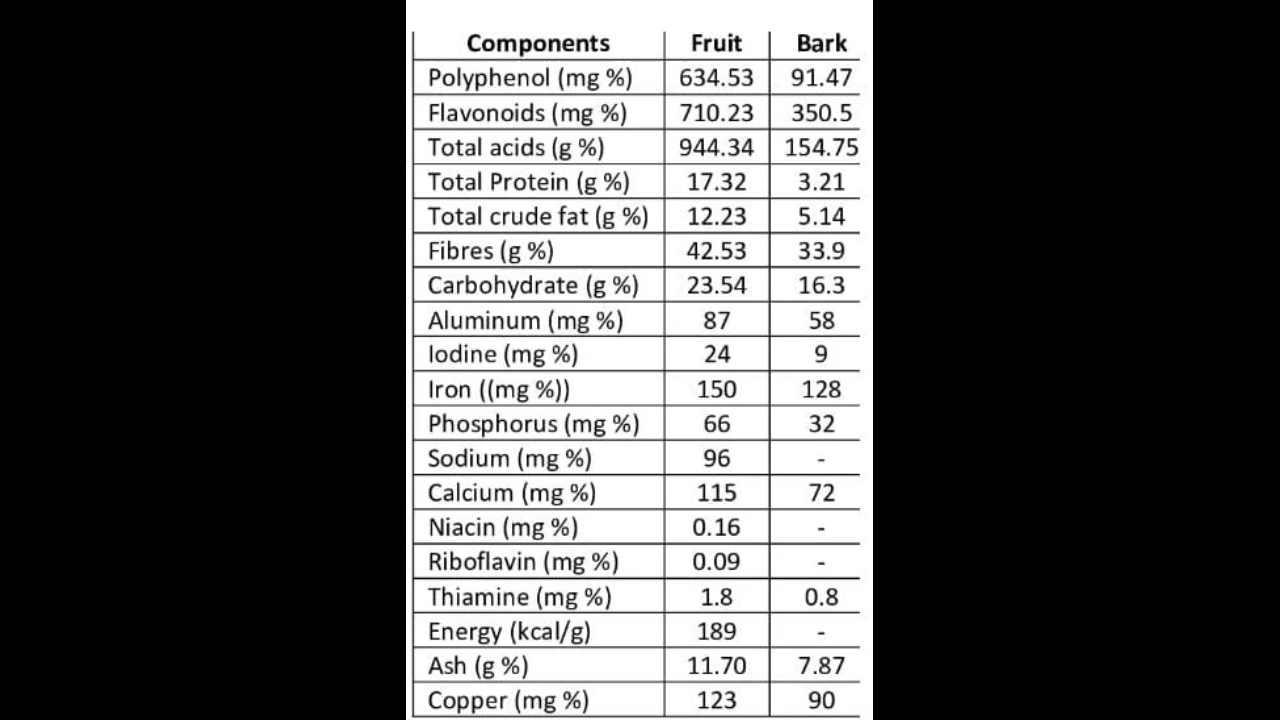 Components Fruit Bark
Polyphenol (mg %) 634.53 91.47
Flavonoids (mg %) 710.23 350.5
Total acids (g %) 944.34 154.75
Total Protein (g %) 17.32 3.21
Total crude fat (g %) 12.23 5.14
Fibres (g %) 42.53 33.9
Carbohydrate (g %) 23.54 16.3
Aluminum (mg %) 87 58
Iodine (mg %) 24 9
Iron ((mg %)) 150 128
Phosphorus (mg %) 66 32
Sodium (mg %) 96 -
Calcium (mg %) 115 72
Niacin (mg %) 0.16 -
Riboflavin (mg %) 0.09 -
Thiamine (mg %) 1.8 0.8
Energy (kcal/g) 189 -
Ash (g %) 11.70 7.87
Copper (mg %) 123 90